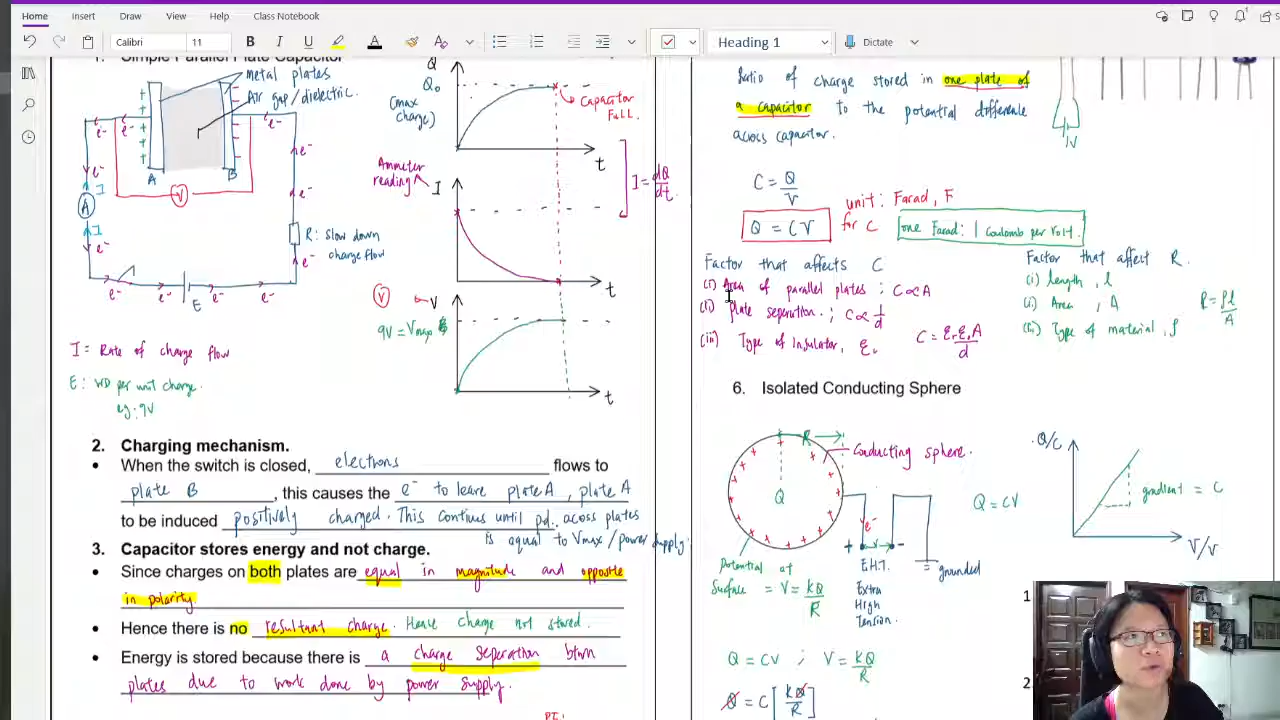 Home Insert Draw View Help Class Notebook
Calibri 11 B I U A Heading 1 Dictate
1. Simple Parallel Plate Capacitor
metal plates
Air gap/dielectric.
A
B
e-
e-
e-
e-
e-
e-
V
I
A
I
e-
e-
e-
e-
e-
E
R: Slow down
charge flow
I = Rate of charge flow
E: WD per unit charge.
eg: 9V
Q
Q₀
(max
charge)
t
Capacitor
FULL.
Ammeter
reading
I
I = dQ/dt
t
V
V
9V = Vmax
t
2. Charging mechanism.
• When the switch is closed, electrons flows to
plate B, this causes the e- to leave plate A, plate A
to be induced positively charged. This continues until pd. acoss plates
is equal to Vmax/power supply.
3. Capacitor stores energy and not charge.
• Since charges on both plates are equal in magnitude and opposite
in polarity
• Hence there is no resultant charge. Hence charge not stored.
• Energy is stored because there is a charge separation btwn
plates due to work done by power supply.
Ratio of charge stored in one plate of
a capacitor to the potential difference
across capacitor.
1V
C = Q/V
unit: Farad, F
for C
Q = CV
one Farad: 1 Coulomb per Volt.
Factor that affects C
(i) Area of parallel plates ; C∝A
(ii) Plate separation. ; C∝ 1/d
(iii) Type of Insulator, εr
C = εrε₀A/d
Factor that affect R.
(i) length, l
(ii) Area, A
(iii) Type of material, ρ
R = ρl/A
6. Isolated Conducting Sphere
R
Conducting sphere.
Q
e-
+ V -
E.H.T.
Extra
High
Tension.
grounded
Potential at
Surface = V = kQ/R
Q = CV
Q/C
gradient = C
V/V
Q = CV ; V = kQ/R
Q = C[kQ/R]
1
2